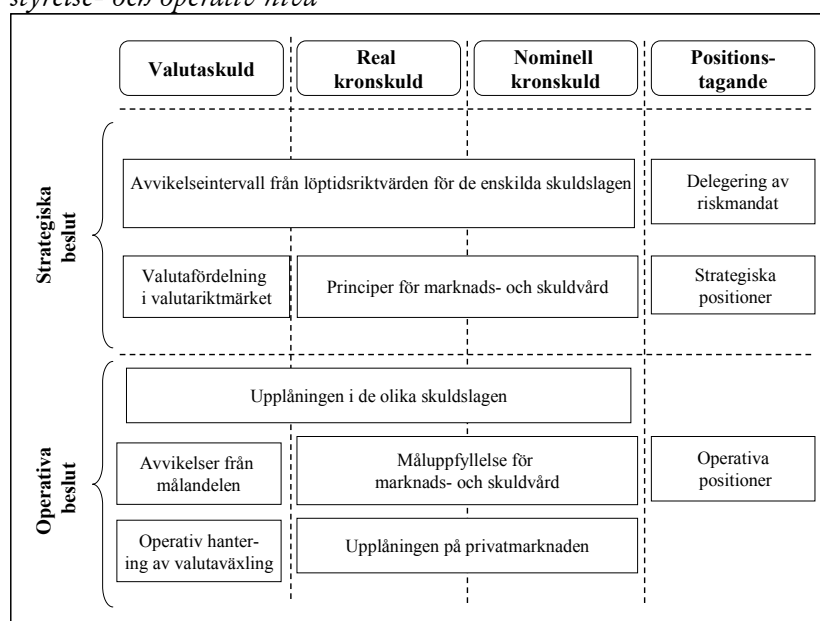 styrelse- och operativ nivå
Valutaskuld
Real
kronskuld
Nominell
kronskuld
Positions-
tagande
Strategiska
beslut
Avvikelseintervall från löptidsriktvärden för de enskilda skuldslagen
Delegering av
riskmandat
Valutafördelning
i valutariktmärket
Principer för marknads- och skuldvård
Strategiska
positioner
Operativa
beslut
Upplåningen i de olika skuldslagen
Avvikelser från
målandelen
Måluppfyllelse för
marknads- och skuldvård
Operativa
positioner
Operativ hanter-
ing av valutaväxling
Upplåningen på privatmarknaden